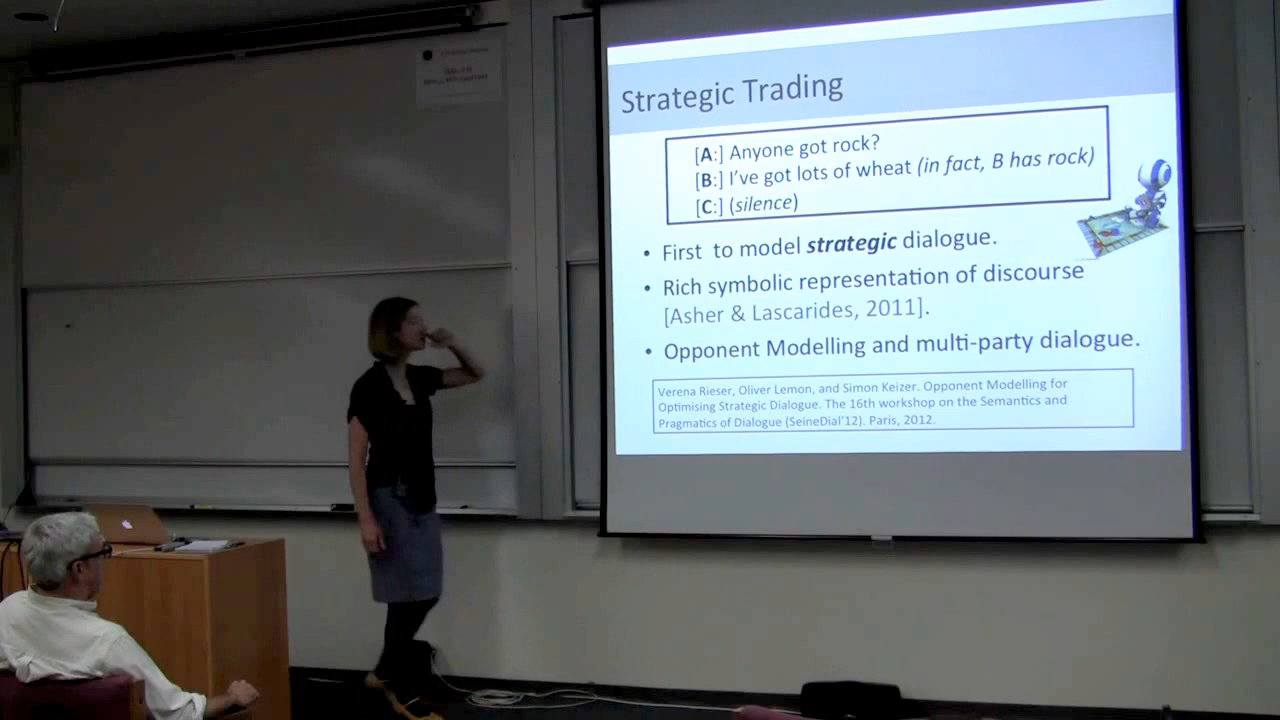 Strategic Trading
[A:] Anyone got rock?
[B:] I've got lots of wheat (in fact, B has rock)
[C:] (silence)
• First to model strategic dialogue.
• Rich symbolic representation of discourse
[Asher & Lascarides, 2011].
• Opponent Modelling and multi-party dialogue.
Verena Rieser, Oliver Lemon, and Simon Keizer. Opponent Modelling for
Optimising Strategic Dialogue. The 16th workshop on the Semantics and
Pragmatics of Dialogue (SeineDial'12). Paris, 2012.